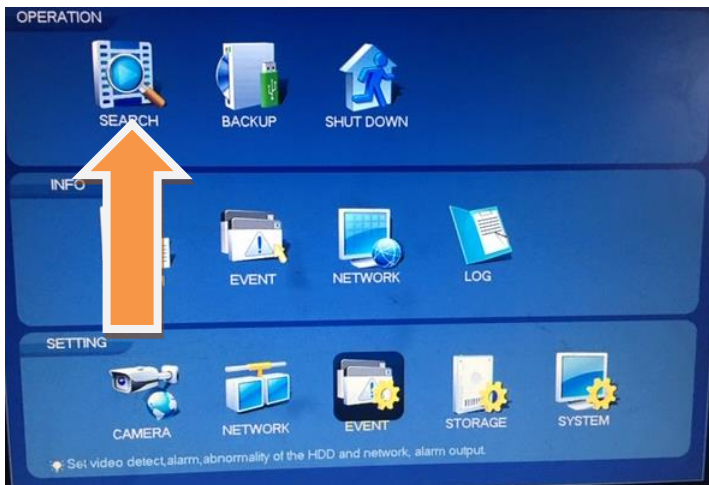 OPERATION
SEARCH BACKUP SHUT DOWN
INFO
EVENT NETWORK LOG
SETTING
CAMERA NETWORK EVENT STORAGE SYSTEM
Set video detect,alarm,abnormality of the HDD and network, alarm output.